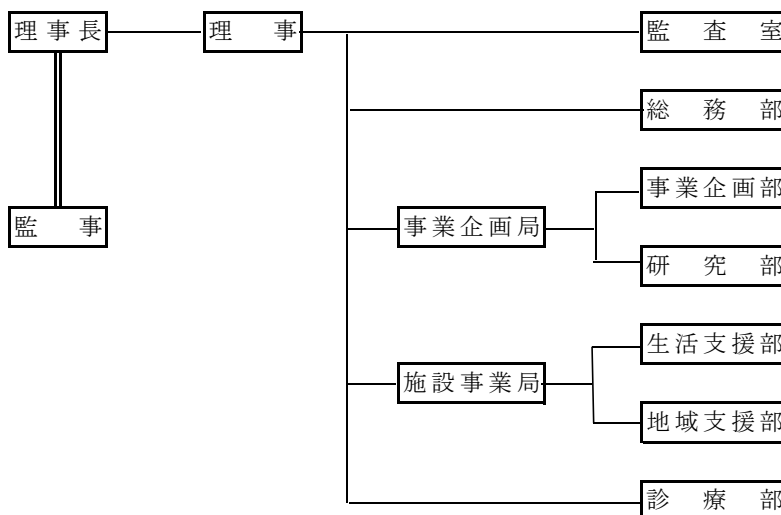 理事長
理事
監査室
総務部
事業企画部
監事
事業企画局
研究部
生活支援部
施設事業局
地域支援部
診療部